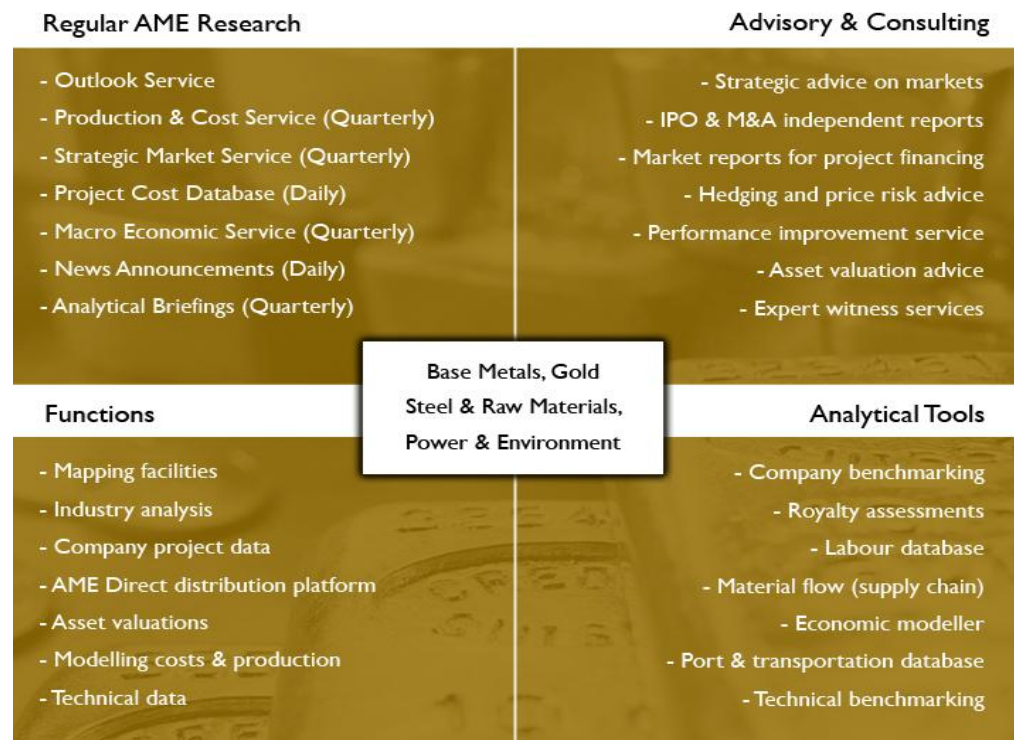 Regular AME Research
- Outlook Service
- Production & Cost Service (Quarterly)
- Strategic Market Service (Quarterly)
- Project Cost Database (Daily)
- Macro Economic Service (Quarterly)
- News Announcements (Daily)
- Analytical Briefings (Quarterly)
Advisory & Consulting
- Strategic advice on markets
- IPO & M&A independent reports
- Market reports for project financing
- Hedging and price risk advice
- Performance improvement service
- Asset valuation advice
- Expert witness services
Base Metals, Gold
Steel & Raw Materials,
Power & Environment
Functions
- Mapping facilities
- Industry analysis
- Company project data
- AME Direct distribution platform
- Asset valuations
- Modelling costs & production
- Technical data
Analytical Tools
- Company benchmarking
- Royalty assessments
- Labour database
- Material flow (supply chain)
- Economic modeller
- Port & transportation database
- Technical benchmarking